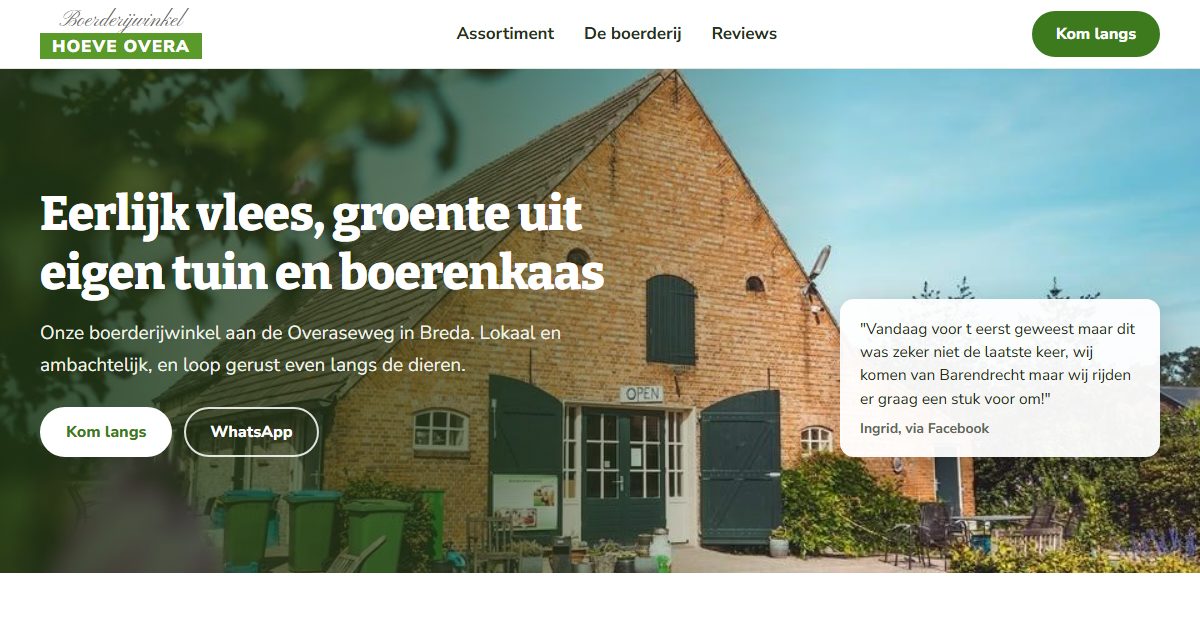 Boerderijwinkel
HOEVE OVERA
Assortiment
De boerderij
Reviews
Kom langs
Eerlijk vlees, groente uit
eigen tuin en boerenkaas
Onze boerderijwinkel aan de Overaseweg in Breda. Lokaal en
ambachtelijk, en loop gerust even langs de dieren.
Kom langs
WhatsApp
OPEN
"Vandaag voor t eerst geweest maar dit
was zeker niet de laatste keer, wij
komen van Barendrecht maar wij rijden
er graag een stuk voor om!"
Ingrid, via Facebook